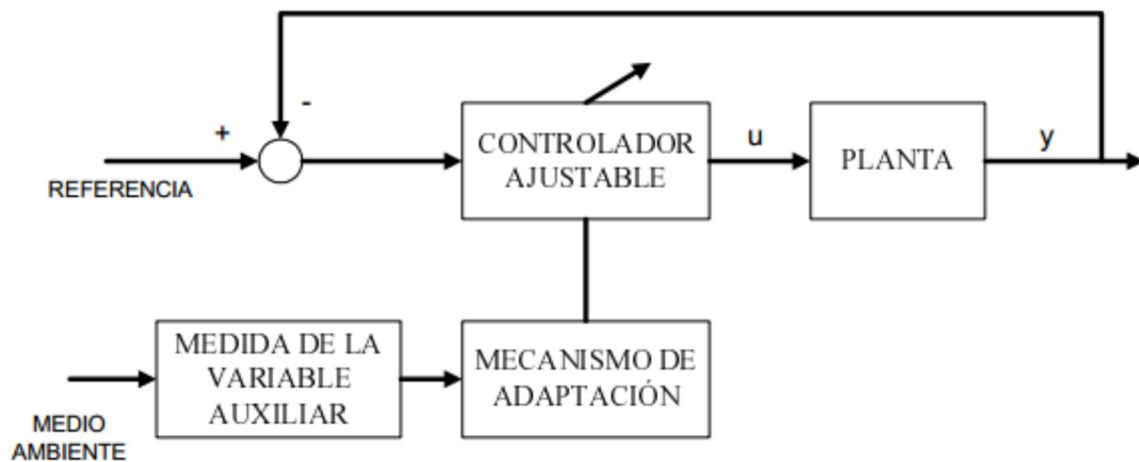 -
+
REFERENCIA
CONTROLADOR
AJUSTABLE
u
PLANTA
y
MEDIDA DE LA
VARIABLE
AUXILIAR
MECANISMO DE
ADAPTACIÓN
MEDIO
AMBIENTE